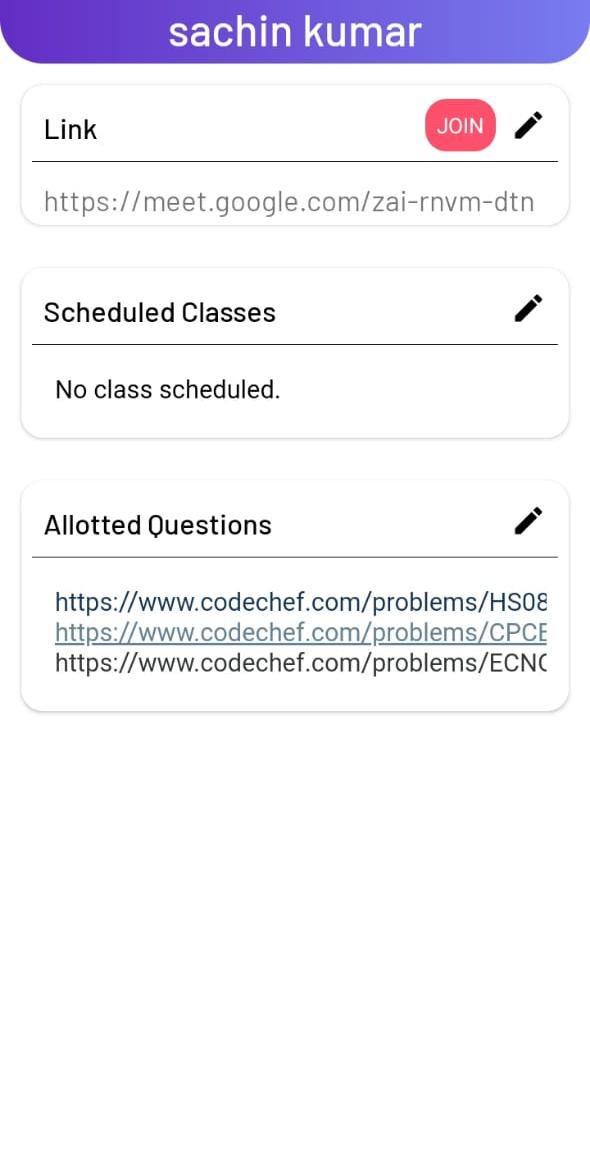 sachin kumar
Link
JOIN
https://meet.google.com/zai-rnvm-dtn
Scheduled Classes
No class scheduled.
Allotted Questions
https://www.codechef.com/problems/HS08
https://www.codechef.com/problems/CPCE
https://www.codechef.com/problems/ECNC